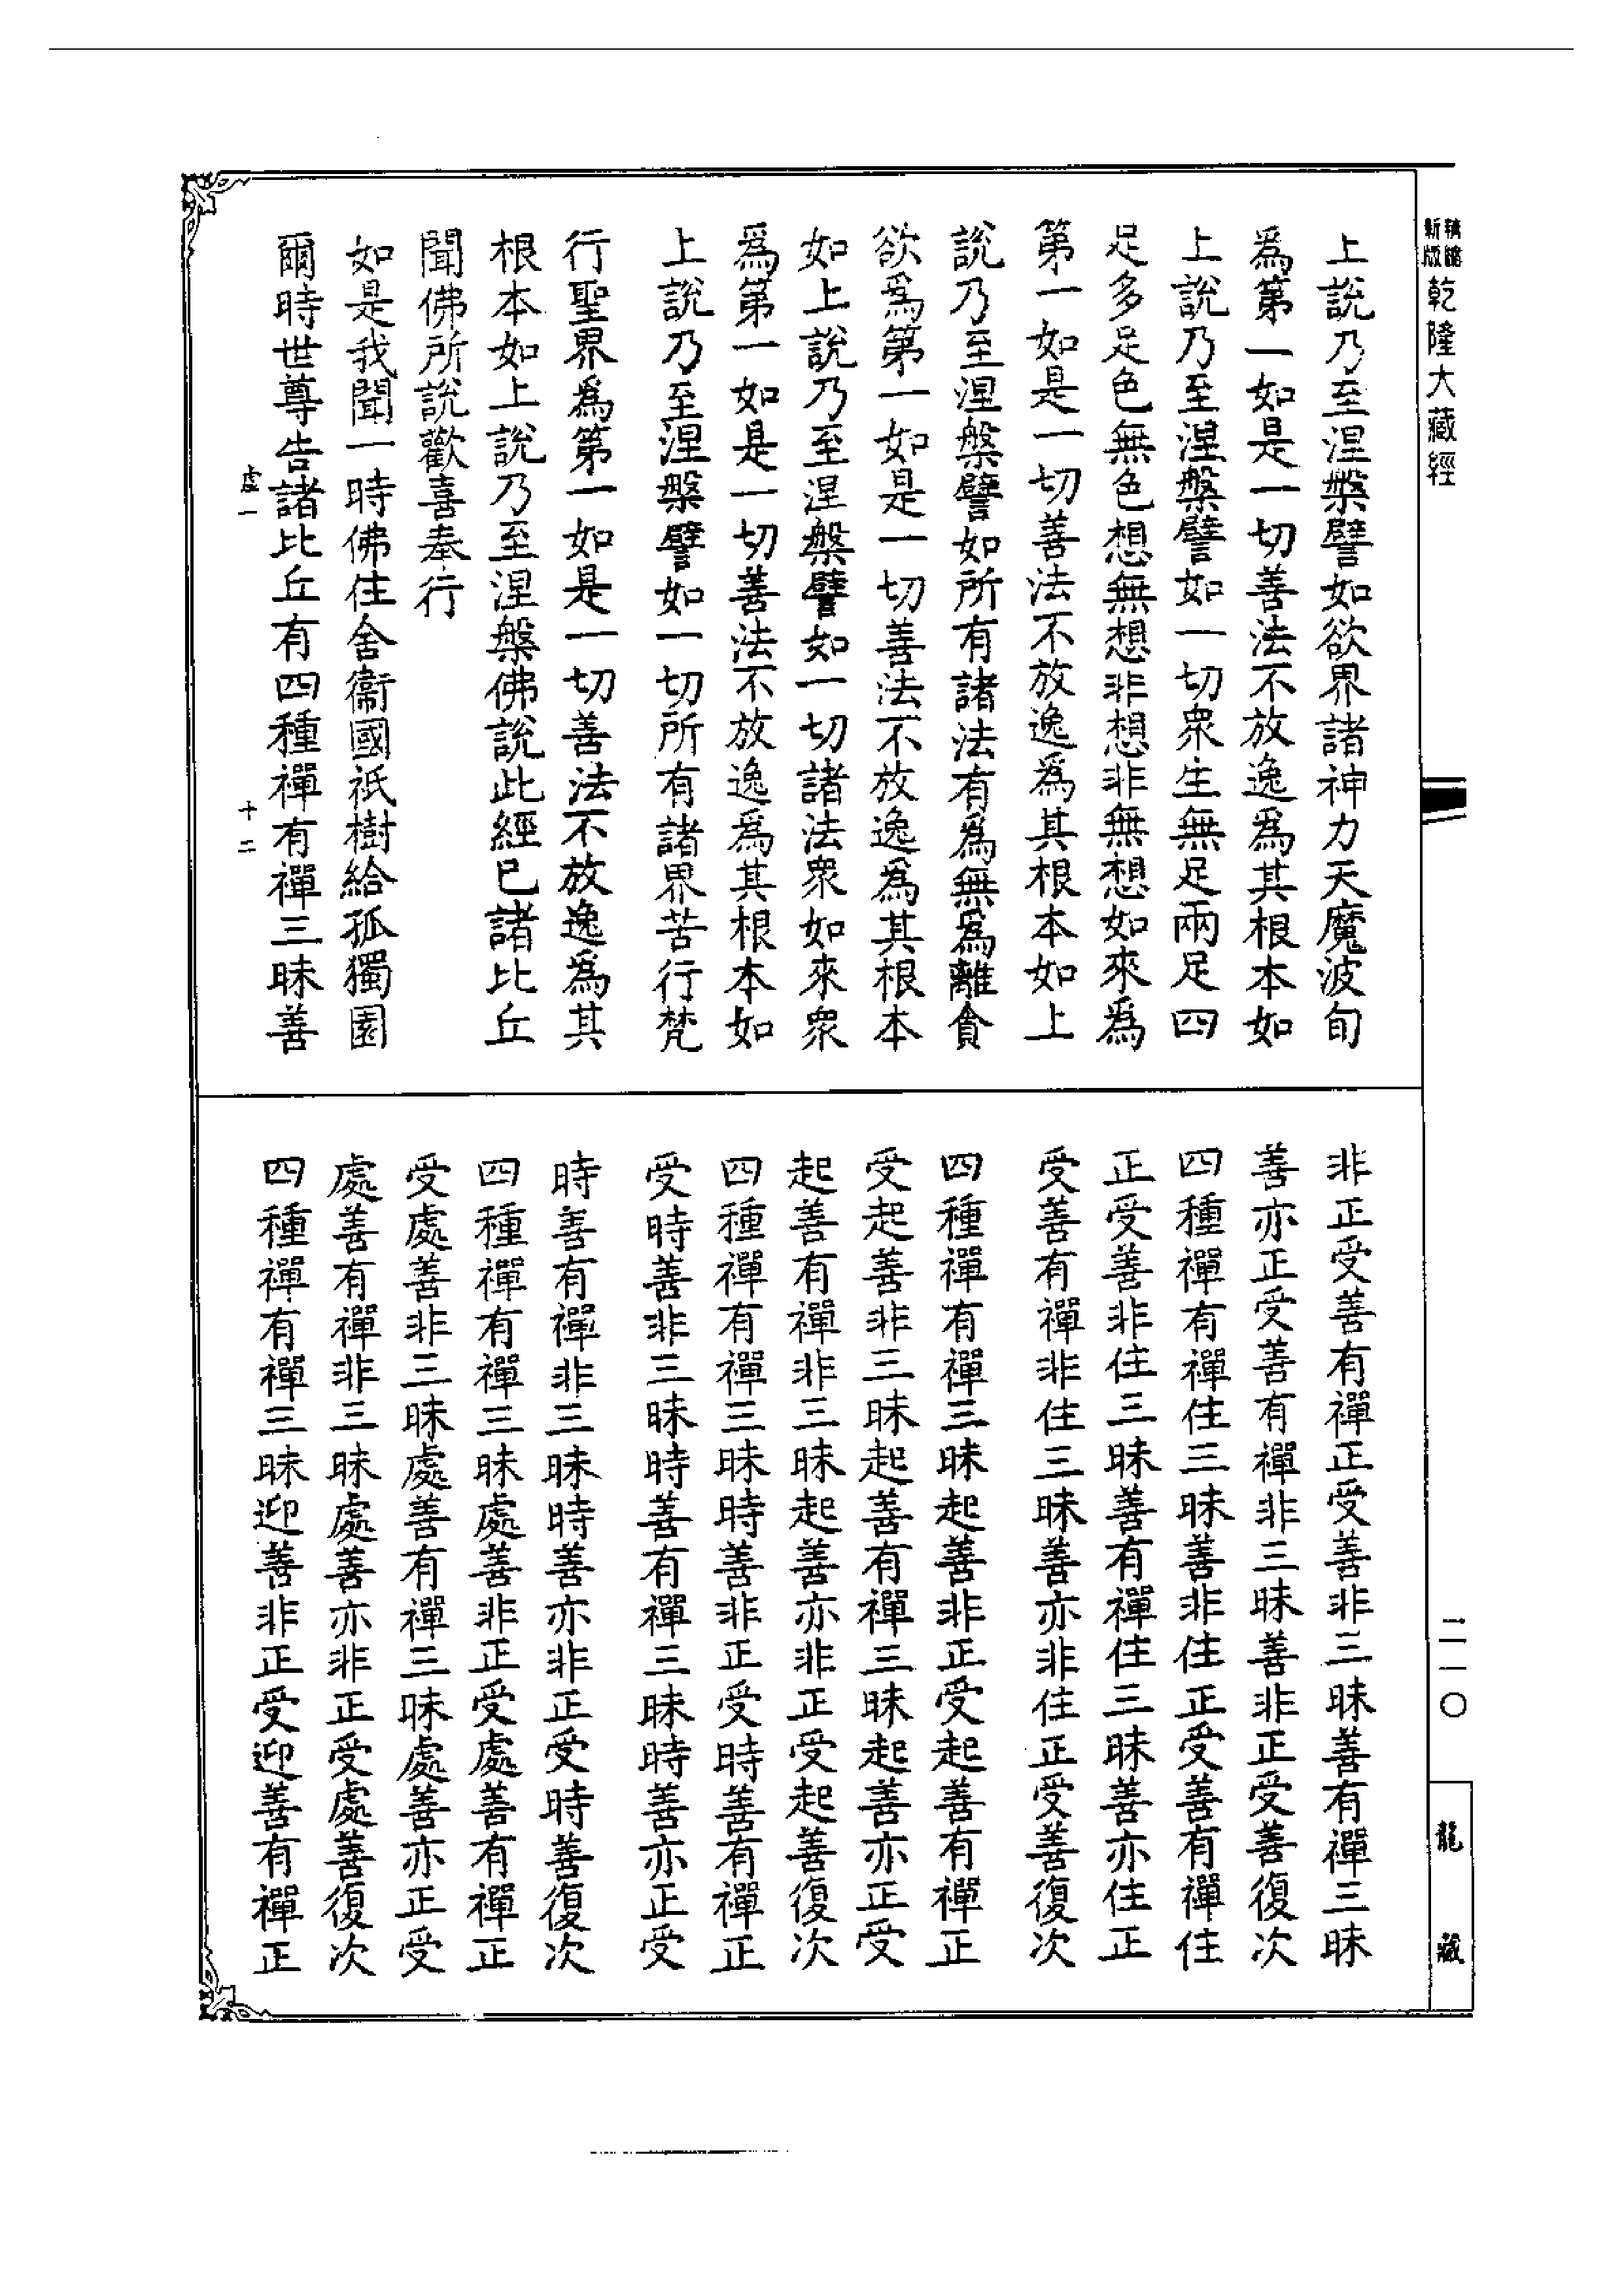 乾隆大藏經
上說乃至涅槃譬如欲界諸神力天魔波旬
爲第一如是一切善法不放逸爲其根本如
上說乃至涅槃譬如一切衆生無足兩足四
足多足色無色想無想非想非無想如來爲
第一如是一切善法不放逸爲其根本如上
說乃至涅槃譬如所有諸法有爲無爲離貪
欲爲第一如是一切善法不放逸爲其根本
如上說乃至涅槃譬如一切諸法衆如來衆
爲第一如是一切善法不放逸爲其根本如
上說乃至涅槃譬如一切所有諸界苦行梵
行聖界爲第一如是一切善法不放逸爲其
根本如上說乃至涅槃佛說此經已諸比丘
聞佛所說歡喜奉行
如是我聞一時佛住舍衞國祇樹給孤獨園
爾時世尊告諸比丘有四種禪有禪三昧善
十二
非正受善有禪正受善非三昧善有禪三昧
善亦正受善有禪非三昧善非正受善復次
四種禪有禪住三昧善非住正受善有禪住
正受善非住三昧善有禪住三昧善亦住正
受善有禪非住三昧善亦非住正受善復次
四種禪有禪三昧起善非正受起善有禪正
受起善非三昧起善有禪三昧起善亦正受
起善有禪非三昧起善亦非正受起善復次
四種禪有禪三昧時善非正受時善有禪正
受時善非三昧時善有禪三昧時善亦正受
時善有禪非三昧時善亦非正受時善復次
四種禪有禪三昧處善非正受處善有禪正
受處善非三昧處善有禪三昧處善亦正受
處善有禪非三昧處善亦非正受處善復次
四種禪有禪三昧迎善非正受迎善有禪正
二一〇
龍藏